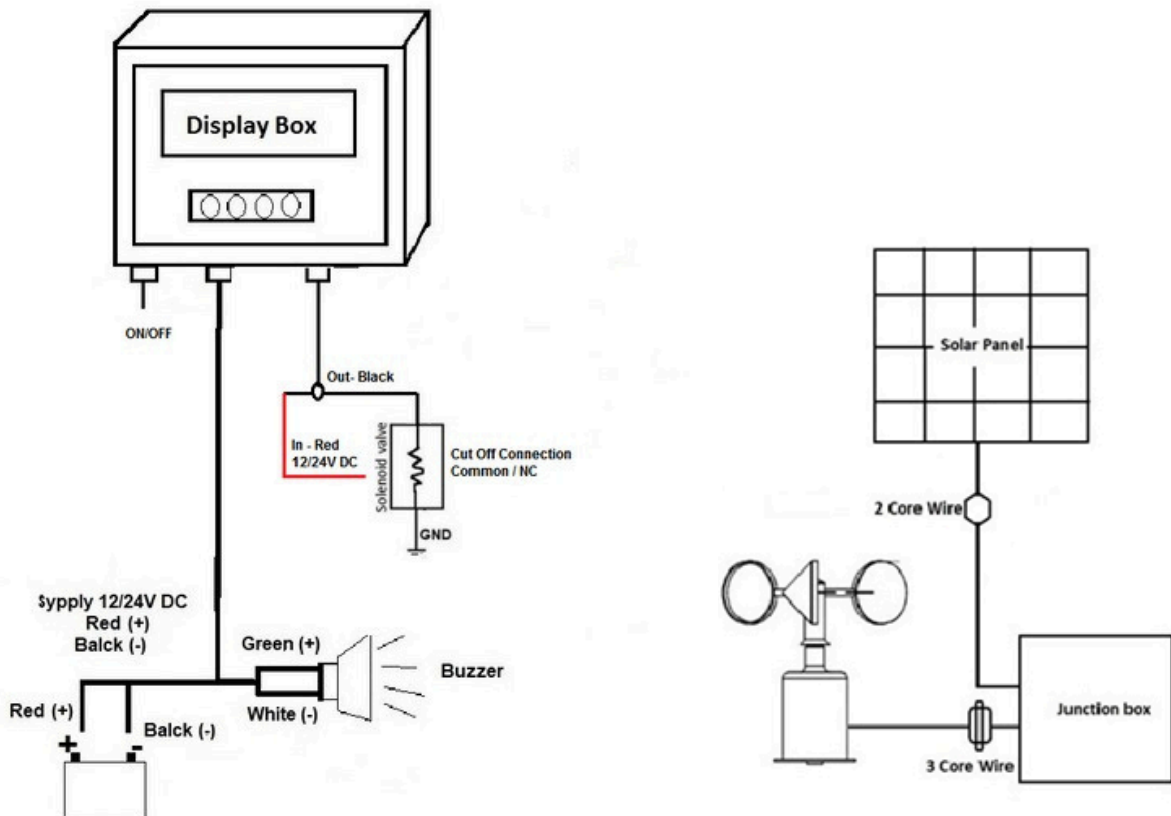 Display Box
ON/OFF
Out- Black
In - Red
12/24V DC
Solenoid valve
Cut Off Connection
Common / NC
GND
Sypply 12/24V DC
Red (+)
Balck (-)
Green (+)
Buzzer
White (-)
Red (+)
Balck (-)
+
-
Solar Panel
2 Core Wire
Junction box
3 Core Wire